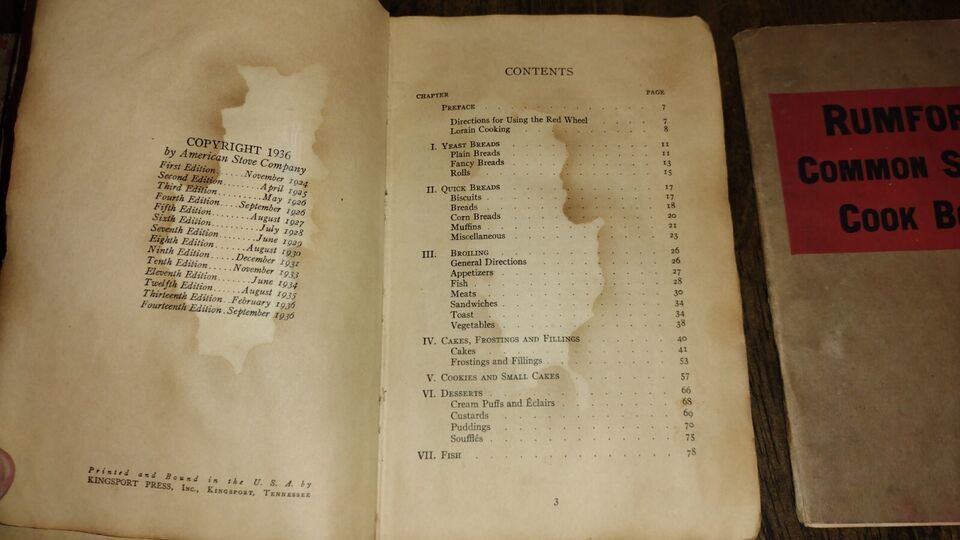 COPYRIGHT 1936
by American Stove Company
First Edition........November 1924
Second Edition........April 1925
Third Edition........May 1926
Fourth Edition....September 1926
Fifth Edition........August 1927
Sixth Edition........July 1928
Seventh Edition........June 1929
Eighth Edition........August 1930
Ninth Edition........December 1931
Tenth Edition........November 1933
Eleventh Edition........June 1934
Twelfth Edition........August 1935
Thirteenth Edition..February 1936
Fourteenth Edition.September 1936
Printed and Bound in the U. S. A. by
KINGSPORT PRESS, Inc., KINGSPORT, TENNESSEE
CONTENTS
CHAPTER PAGE
PREFACE 7
Directions for Using the Red Wheel 7
Lorain Cooking 8
I. YEAST BREADS 11
Plain Breads 11
Fancy Breads 13
Rolls 15
II. QUICK BREADS 17
Biscuits 17
Breads 18
Corn Breads 20
Muffins 21
Miscellaneous 23
III. BROILING 26
General Directions 26
Appetizers 27
Fish 28
Meats 30
Sandwiches 34
Toast 34
Vegetables 38
IV. CAKES, FROSTINGS AND FILLINGS 40
Cakes 41
Frostings and Fillings 53
V. COOKIES AND SMALL CAKES 57
VI. DESSERTS 66
Cream Puffs and Éclairs 68
Custards 69
Puddings 70
Soufflés 75
VII. FISH 78
3
RUMFOR
COMMON S
COOK B